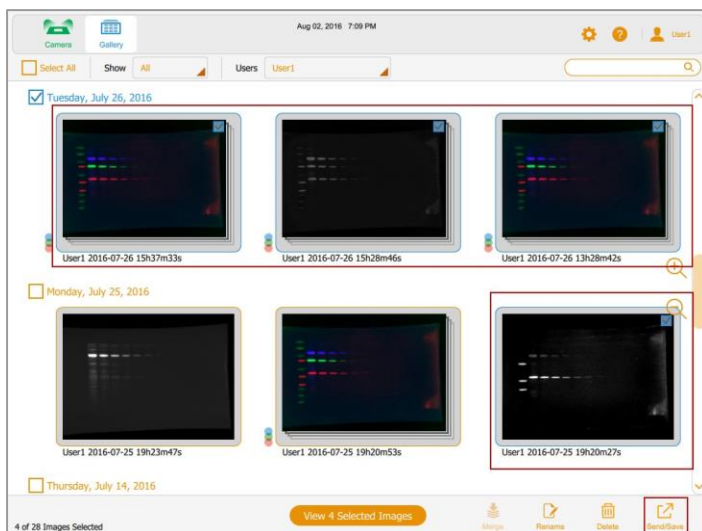 Aug 02, 2016 7:09 PM
Camera
Gallery
User1
Select All
Show
All
Users
User1
Tuesday, July 26, 2016
User1 2016-07-26 15h37m33s
User1 2016-07-26 15h28m46s
User1 2016-07-26 13h28m42s
Monday, July 25, 2016
User1 2016-07-25 19h23m47s
User1 2016-07-25 19h20m53s
User1 2016-07-25 19h20m27s
Thursday, July 14, 2016
4 of 28 Images Selected
View 4 Selected Images
Merge
Rename
Delete
Send/Save